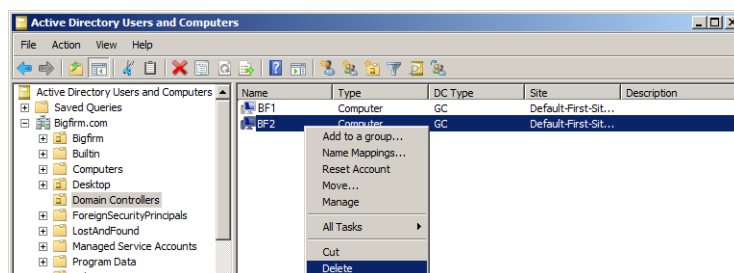 Active Directory Users and Computers
File Action View Help
Active Directory Users and Computers
Saved Queries
Bigfirm.com
Bigfirm
Builtin
Computers
Desktop
Domain Controllers
ForeignSecurityPrincipals
LostAndFound
Managed Service Accounts
Program Data
Name Type DC Type Site Description
BF1 Computer GC Default-First-Sit...
BF2 Computer GC Default-First-Sit...
Add to a group...
Name Mappings...
Reset Account
Move...
Manage
All Tasks
Cut
Delete